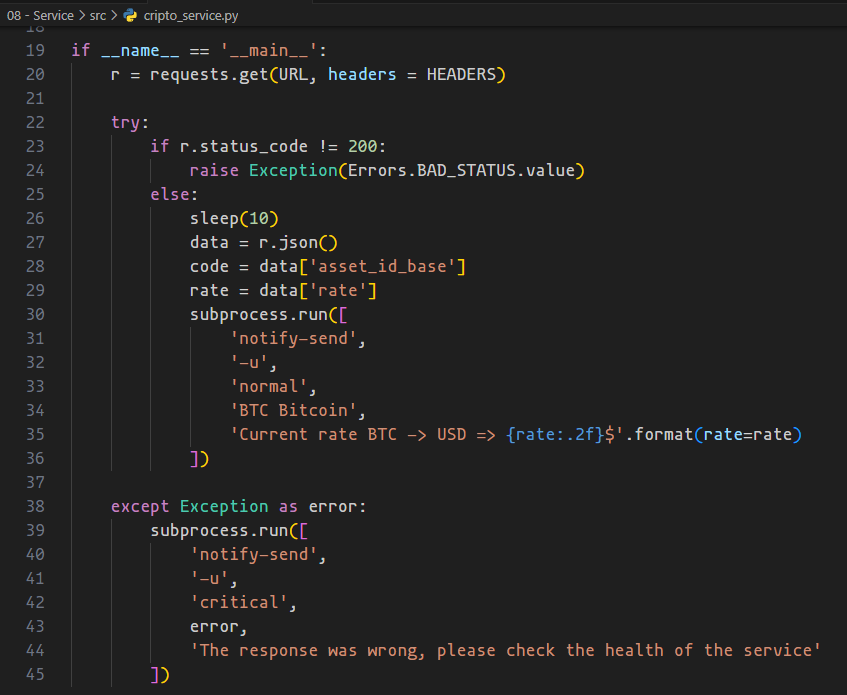 08 - Service > src > cripto_service.py
18
19 if __name__ == '__main__':
20     r = requests.get(URL, headers = HEADERS)
21
22     try:
23         if r.status_code != 200:
24             raise Exception(Errors.BAD_STATUS.value)
25         else:
26             sleep(10)
27             data = r.json()
28             code = data['asset_id_base']
29             rate = data['rate']
30             subprocess.run([
31                 'notify-send',
32                 '-u',
33                 'normal',
34                 'BTC Bitcoin',
35                 'Current rate BTC -> USD => {rate:.2f}$'.format(rate=rate)
36             ])
37
38     except Exception as error:
39         subprocess.run([
40             'notify-send',
41             '-u',
42             'critical',
43             error,
44             'The response was wrong, please check the health of the service'
45         ])